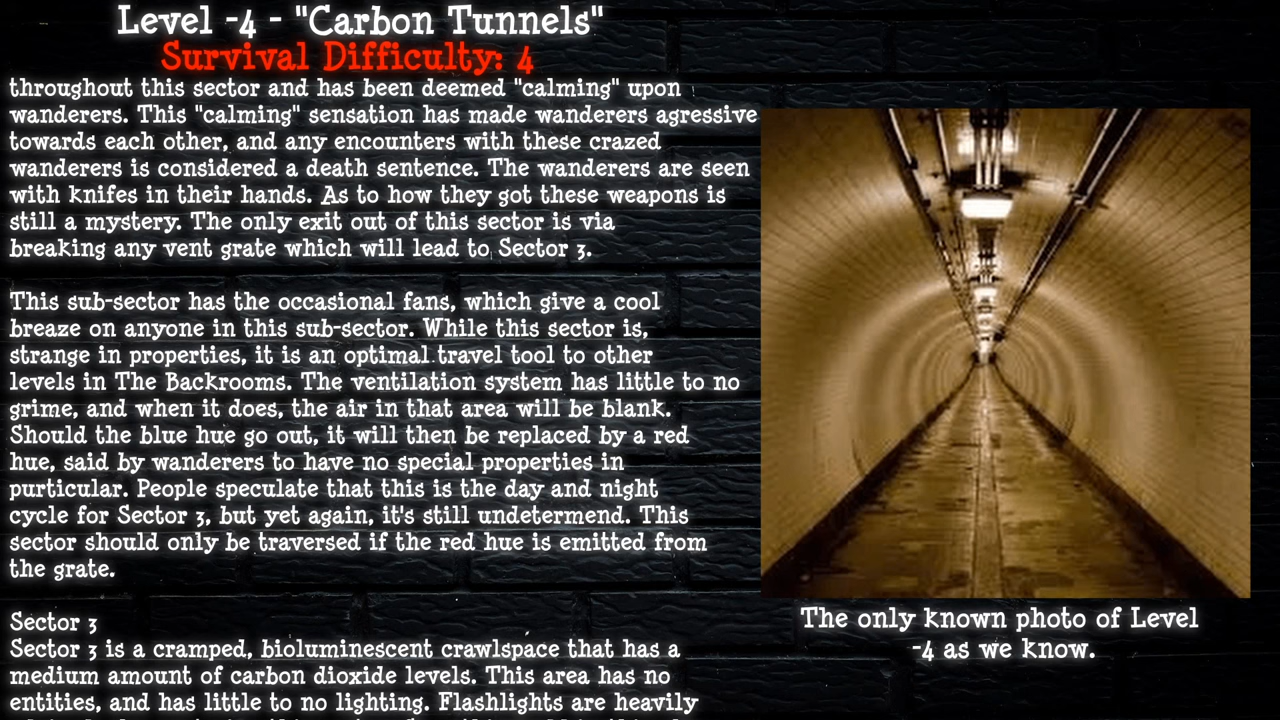 Level -4 - "Carbon Tunnels"
Survival Difficulty: 4
throughout this sector and has been deemed "calming" upon
wanderers. This "calming" sensation has made wanderers agressive
towards each other, and any encounters with these crazed
wanderers is considered a death sentence. The wanderers are seen
with knifes in their hands. As to how they got these weapons is
still a mystery. The only exit out of this sector is via
breaking any vent grate which will lead to Sector 3.
This sub-sector has the occasional fans, which give a cool
breaze on anyone in this sub-sector. While this sector is,
strange in properties, it is an optimal travel tool to other
levels in The Backrooms. The ventilation system has little to no
grime, and when it does, the air in that area will be blank.
Should the blue hue go out, it will then be replaced by a red
hue, said by wanderers to have no special properties in
purticular. People speculate that this is the day and night
cycle for Sector 3, but yet again, it's still undetermend. This
sector should only be traversed if the red hue is emitted from
the grate.
Sector 3
Sector 3 is a cramped, bioluminescent crawlspace that has a
medium amount of carbon dioxide levels. This area has no
entities, and has little to no lighting. Flashlights are heavily
The only known photo of Level
-4 as we know.